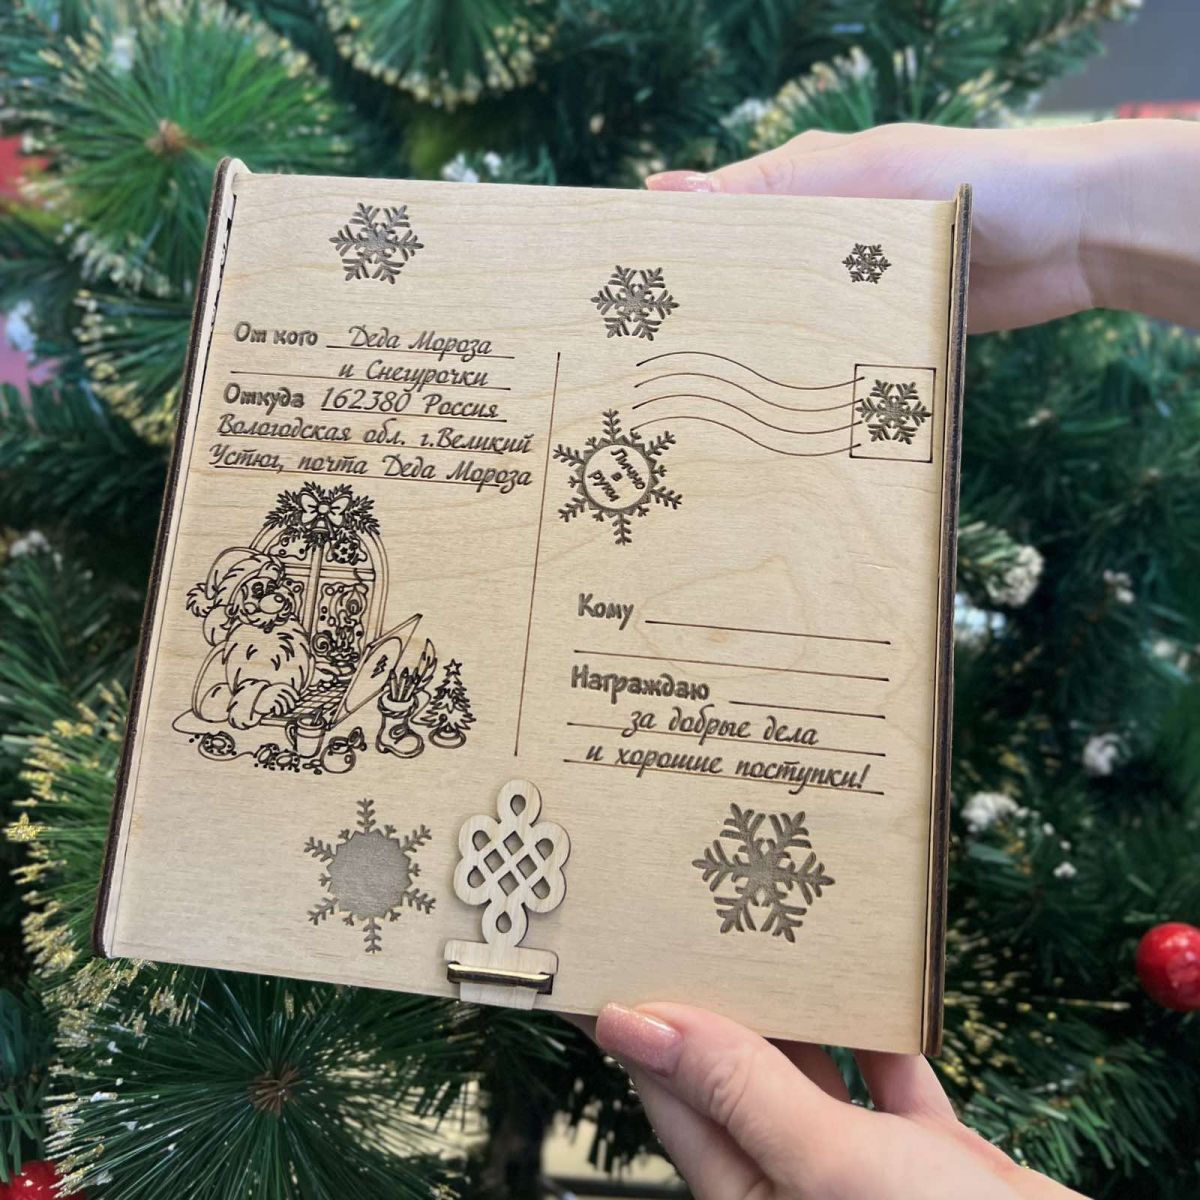 От кого Деда Мороза
и Снегурочки
Откуда 162380 Россия
Вологодская обл. г.Великий
Устюг, почта Деда Мороза
Лично
в
руки
Кому
Награждаю
за добрые дела
и хорошие поступки!